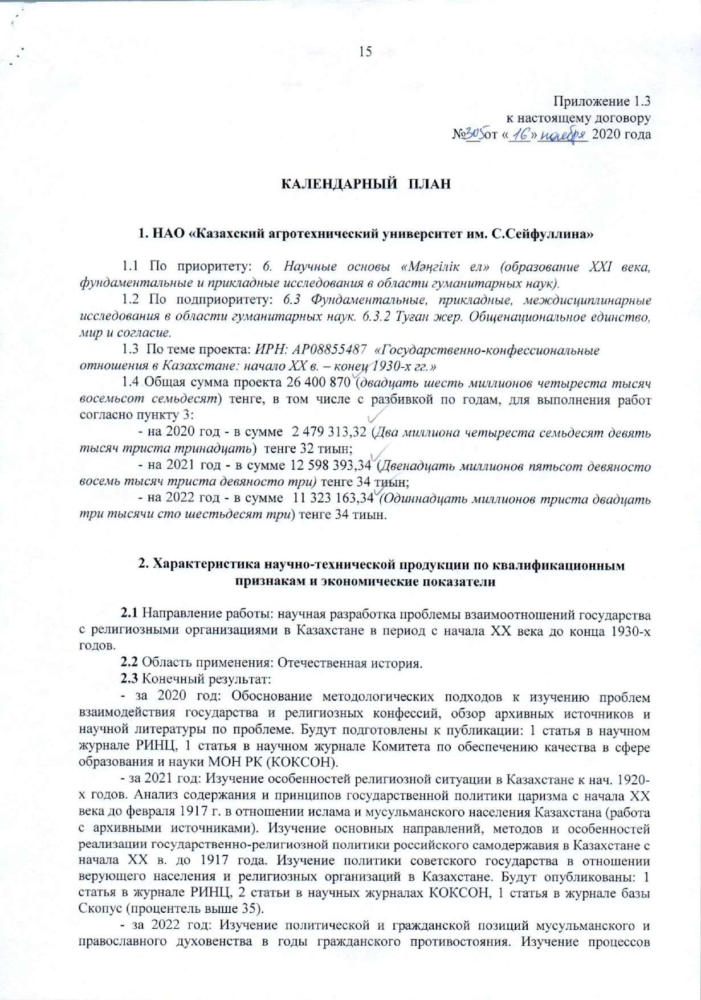 15
Приложение 1.3
к настоящему договору
№305от «16» ноября 2020 года
КАЛЕНДАРНЫЙ ПЛАН
1. НАО «Казахский агротехнический университет им. С.Сейфуллина»
1.1 По приоритету: 6. Научные основы «Мәңгілік ел» (образование XXI века,
фундаментальные и прикладные исследования в области гуманитарных наук).
1.2 По подприоритету: 6.3 Фундаментальные, прикладные, междисциплинарные
исследования в области гуманитарных наук. 6.3.2 Туған жер. Общенациональное единство,
мир и согласие.
1.3 По теме проекта: ИРН: АР08855487 «Государственно-конфессиональные
отношения в Казахстане: начало XX в. – конец 1930-х гг.»
1.4 Общая сумма проекта 26 400 870 (двадцать шесть миллионов четыреста тысяч
восемьсот семьдесят) тенге, в том числе с разбивкой по годам, для выполнения работ
согласно пункту 3:
- на 2020 год - в сумме 2 479 313,32 (Два миллиона четыреста семьдесят девять
тысяч триста тринадцать) тенге 32 тиын;
- на 2021 год - в сумме 12 598 393,34 (Двенадцать миллионов пятьсот девяносто
восемь тысяч триста девяносто три) тенге 34 тиын;
- на 2022 год - в сумме 11 323 163,34 (Одиннадцать миллионов триста двадцать
три тысячи сто шестьдесят три) тенге 34 тиын.
2. Характеристика научно-технической продукции по квалификационным
признакам и экономические показатели
2.1 Направление работы: научная разработка проблемы взаимоотношений государства
с религиозными организациями в Казахстане в период с начала XX века до конца 1930-х
годов.
2.2 Область применения: Отечественная история.
2.3 Конечный результат:
- за 2020 год: Обоснование методологических подходов к изучению проблем
взаимодействия государства и религиозных конфессий, обзор архивных источников и
научной литературы по проблеме. Будут подготовлены к публикации: 1 статья в научном
журнале РИНЦ, 1 статья в научном журнале Комитета по обеспечению качества в сфере
образования и науки МОН РК (КОКСОН).
- за 2021 год: Изучение особенностей религиозной ситуации в Казахстане к нач. 1920-
х годов. Анализ содержания и принципов государственной политики царизма с начала XX
века до февраля 1917 г. в отношении ислама и мусульманского населения Казахстана (работа
с архивными источниками). Изучение основных направлений, методов и особенностей
реализации государственно-религиозной политики российского самодержавия в Казахстане с
начала XX в. до 1917 года. Изучение политики советского государства в отношении
верующего населения и религиозных организаций в Казахстане. Будут опубликованы: 1
статья в журнале РИНЦ, 2 статьи в научных журналах КОКСОН, 1 статья в журнале базы
Скопус (процентель выше 35).
- за 2022 год: Изучение политической и гражданской позиций мусульманского и
православного духовенства в годы гражданского противостояния. Изучение процессов